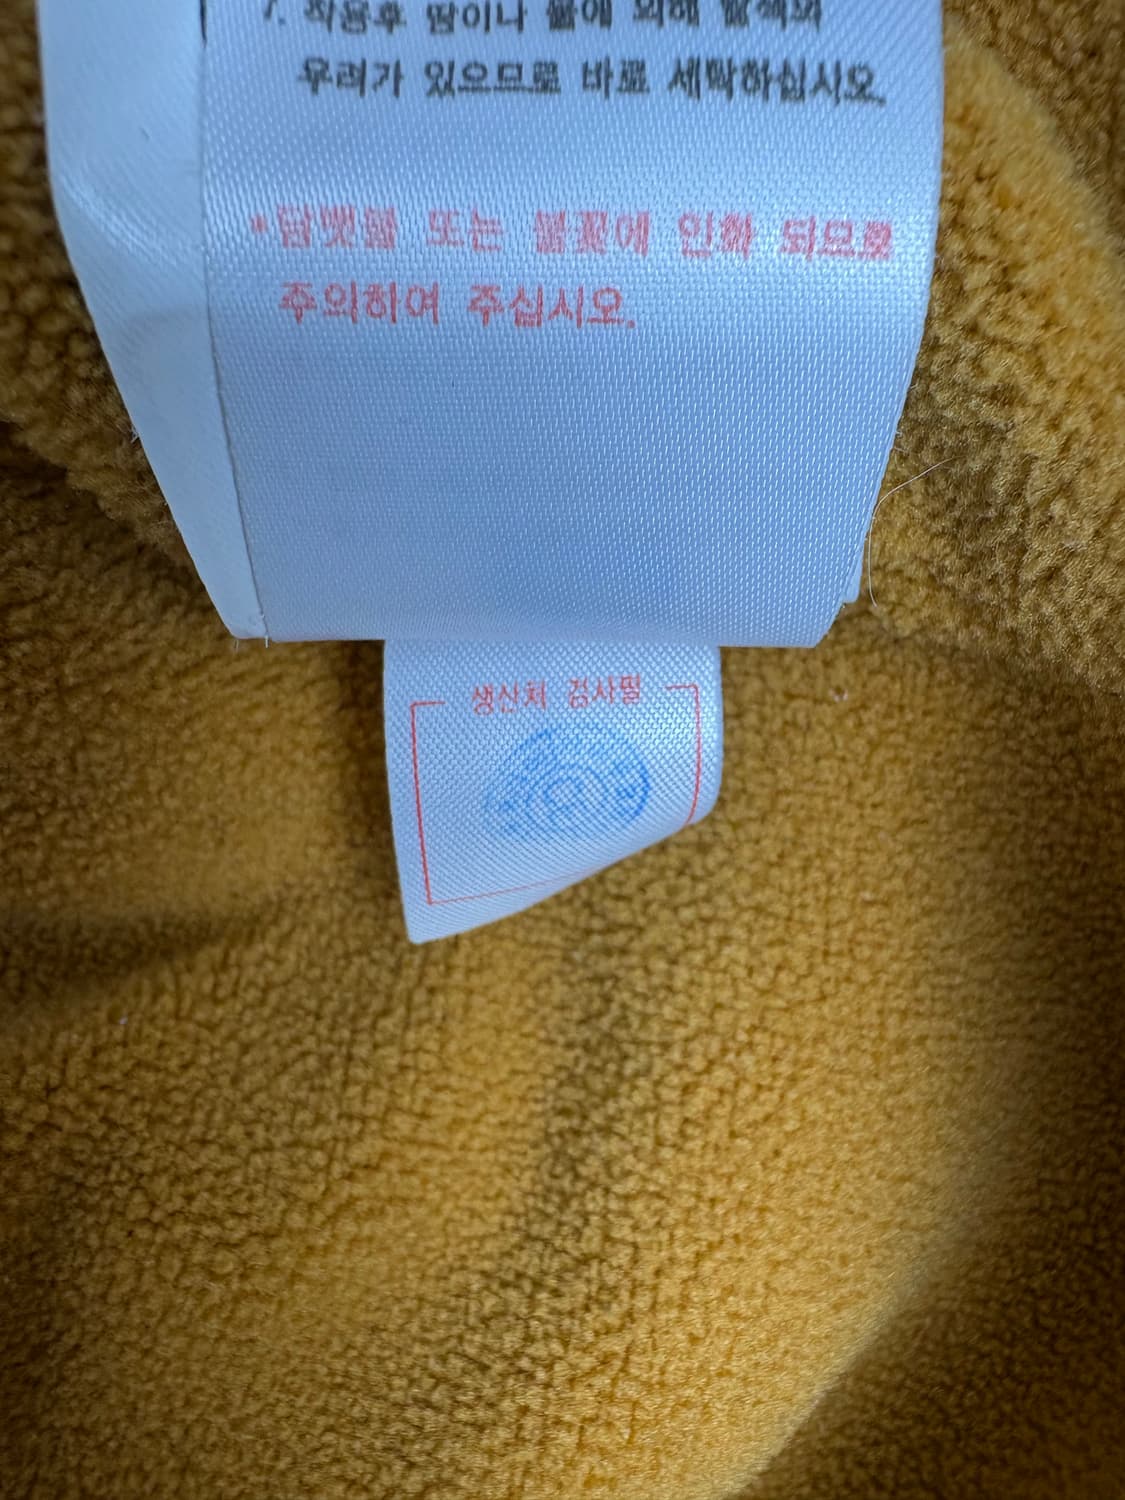 7. 착용후 땀이나 물에 의해 탈색의
우려가 있으므로 바로 세탁하십시오.
*담뱃불 또는 불꽃에 인화 되므로
주의하여 주십시오.
생산처 검사필